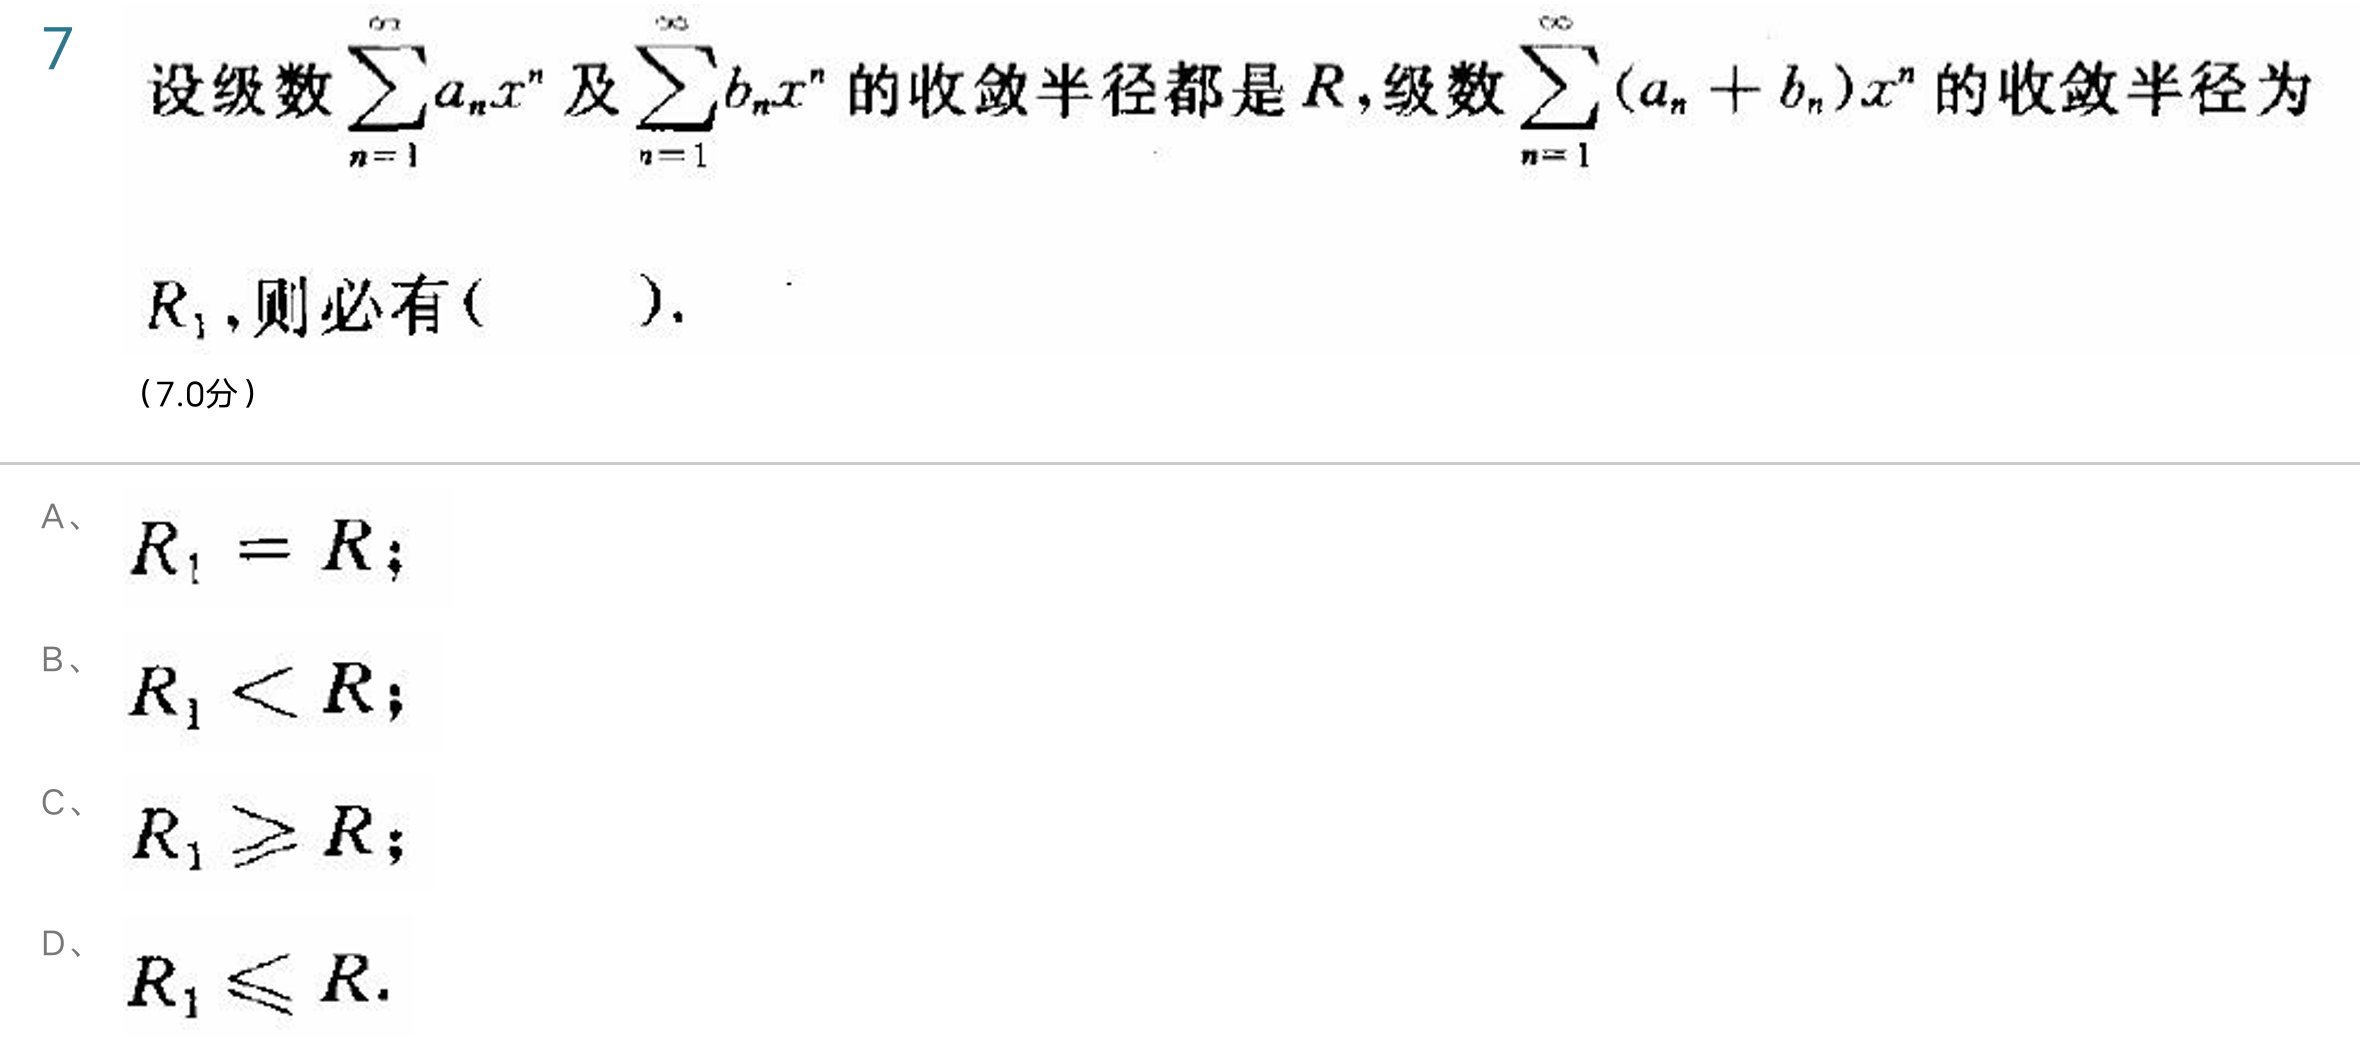 7 设级数 $\sum_{n=1}^{\infty} a_n x^n$ 及 $\sum_{n=1}^{\infty} b_n x^n$ 的收敛半径都是 R,级数 $\sum_{n=1}^{\infty} (a_n + b_n) x^n$ 的收敛半径为
$R_1$,则必有( ).
(7.0分)
A、 $R_1 = R$;
B、 $R_1 < R$;
C、 $R_1 \geqslant R$;
D、 $R_1 \leqslant R$.